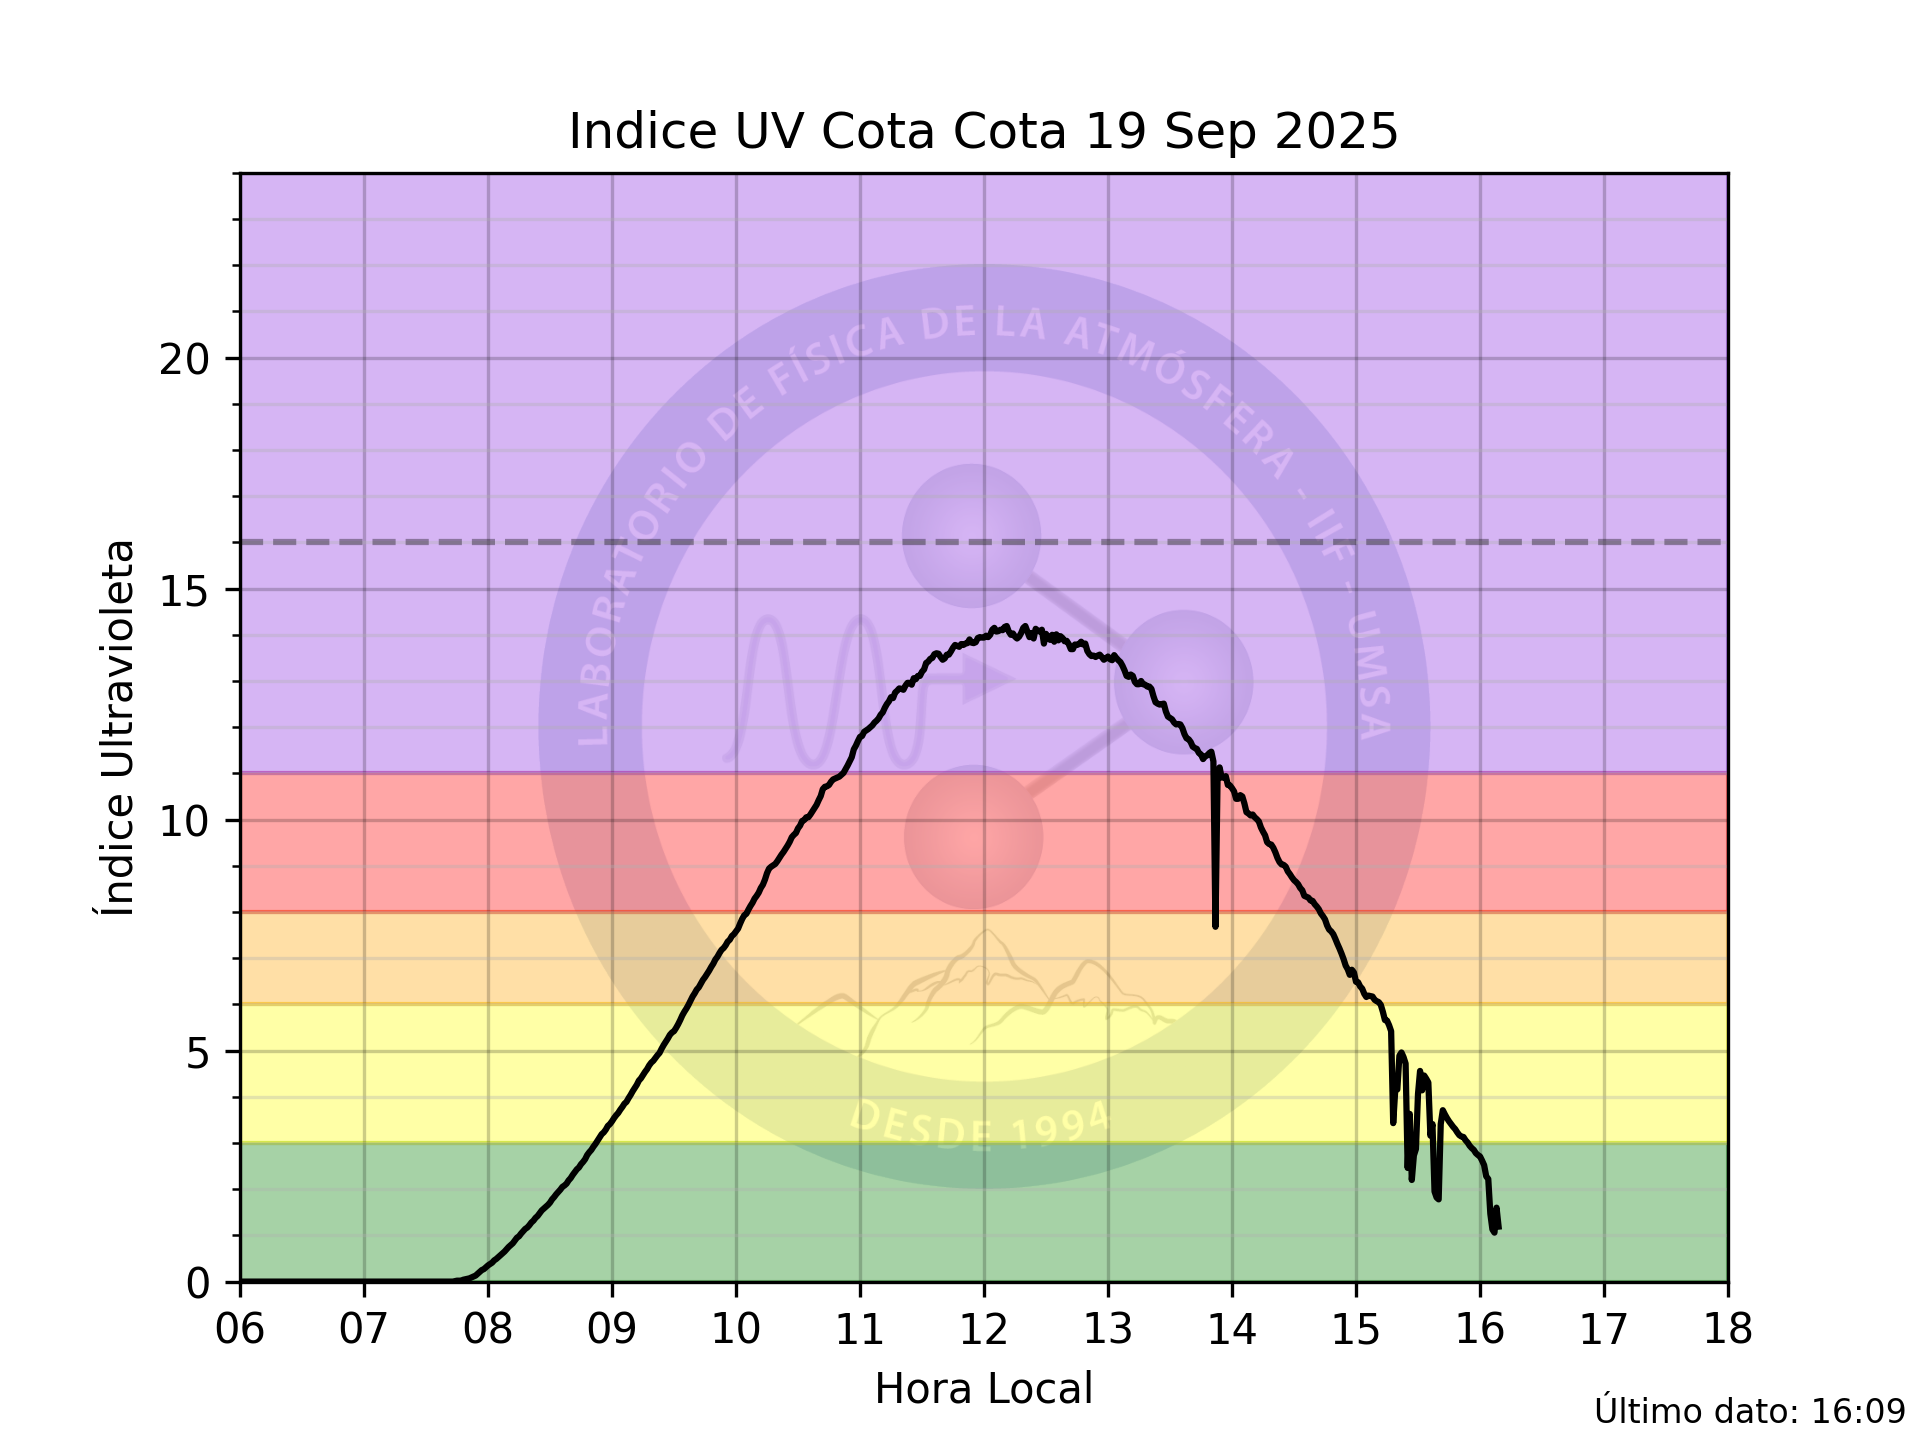 Indice UV Cota Cota 19 Sep 2025
Índice Ultravioleta
20
15
10
5
0
LABORATORIO DE FÍSICA DE LA ATMÓSFERA - IIF - UMSA
DESDE 1994
06 07 08 09 10 11 12 13 14 15 16 17 18
Hora Local
Último dato: 16:09